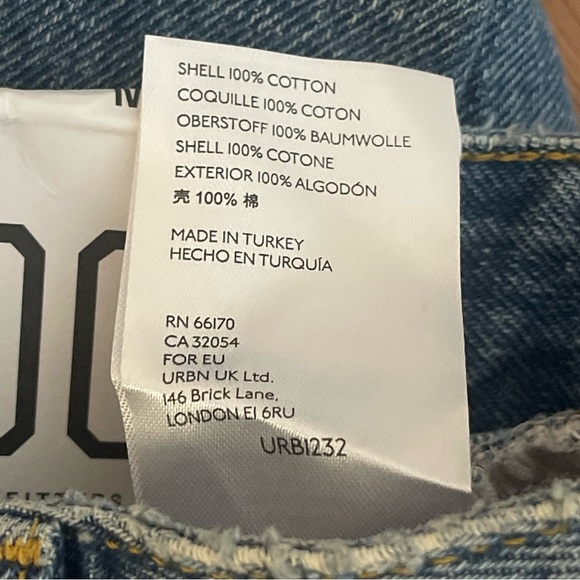 SHELL 100% COTTON
COQUILLE 100% COTON
OBERSTOFF 100% BAUMWOLLE
SHELL 100% COTONE
EXTERIOR 100% ALGODÓN
売 100% 棉
MADE IN TURKEY
HECHO EN TURQUÍA
RN 66170
CA 32054
FOR EU
URBN UK Ltd.
146 Brick Lane,
LONDON E1 6RU
URB1232